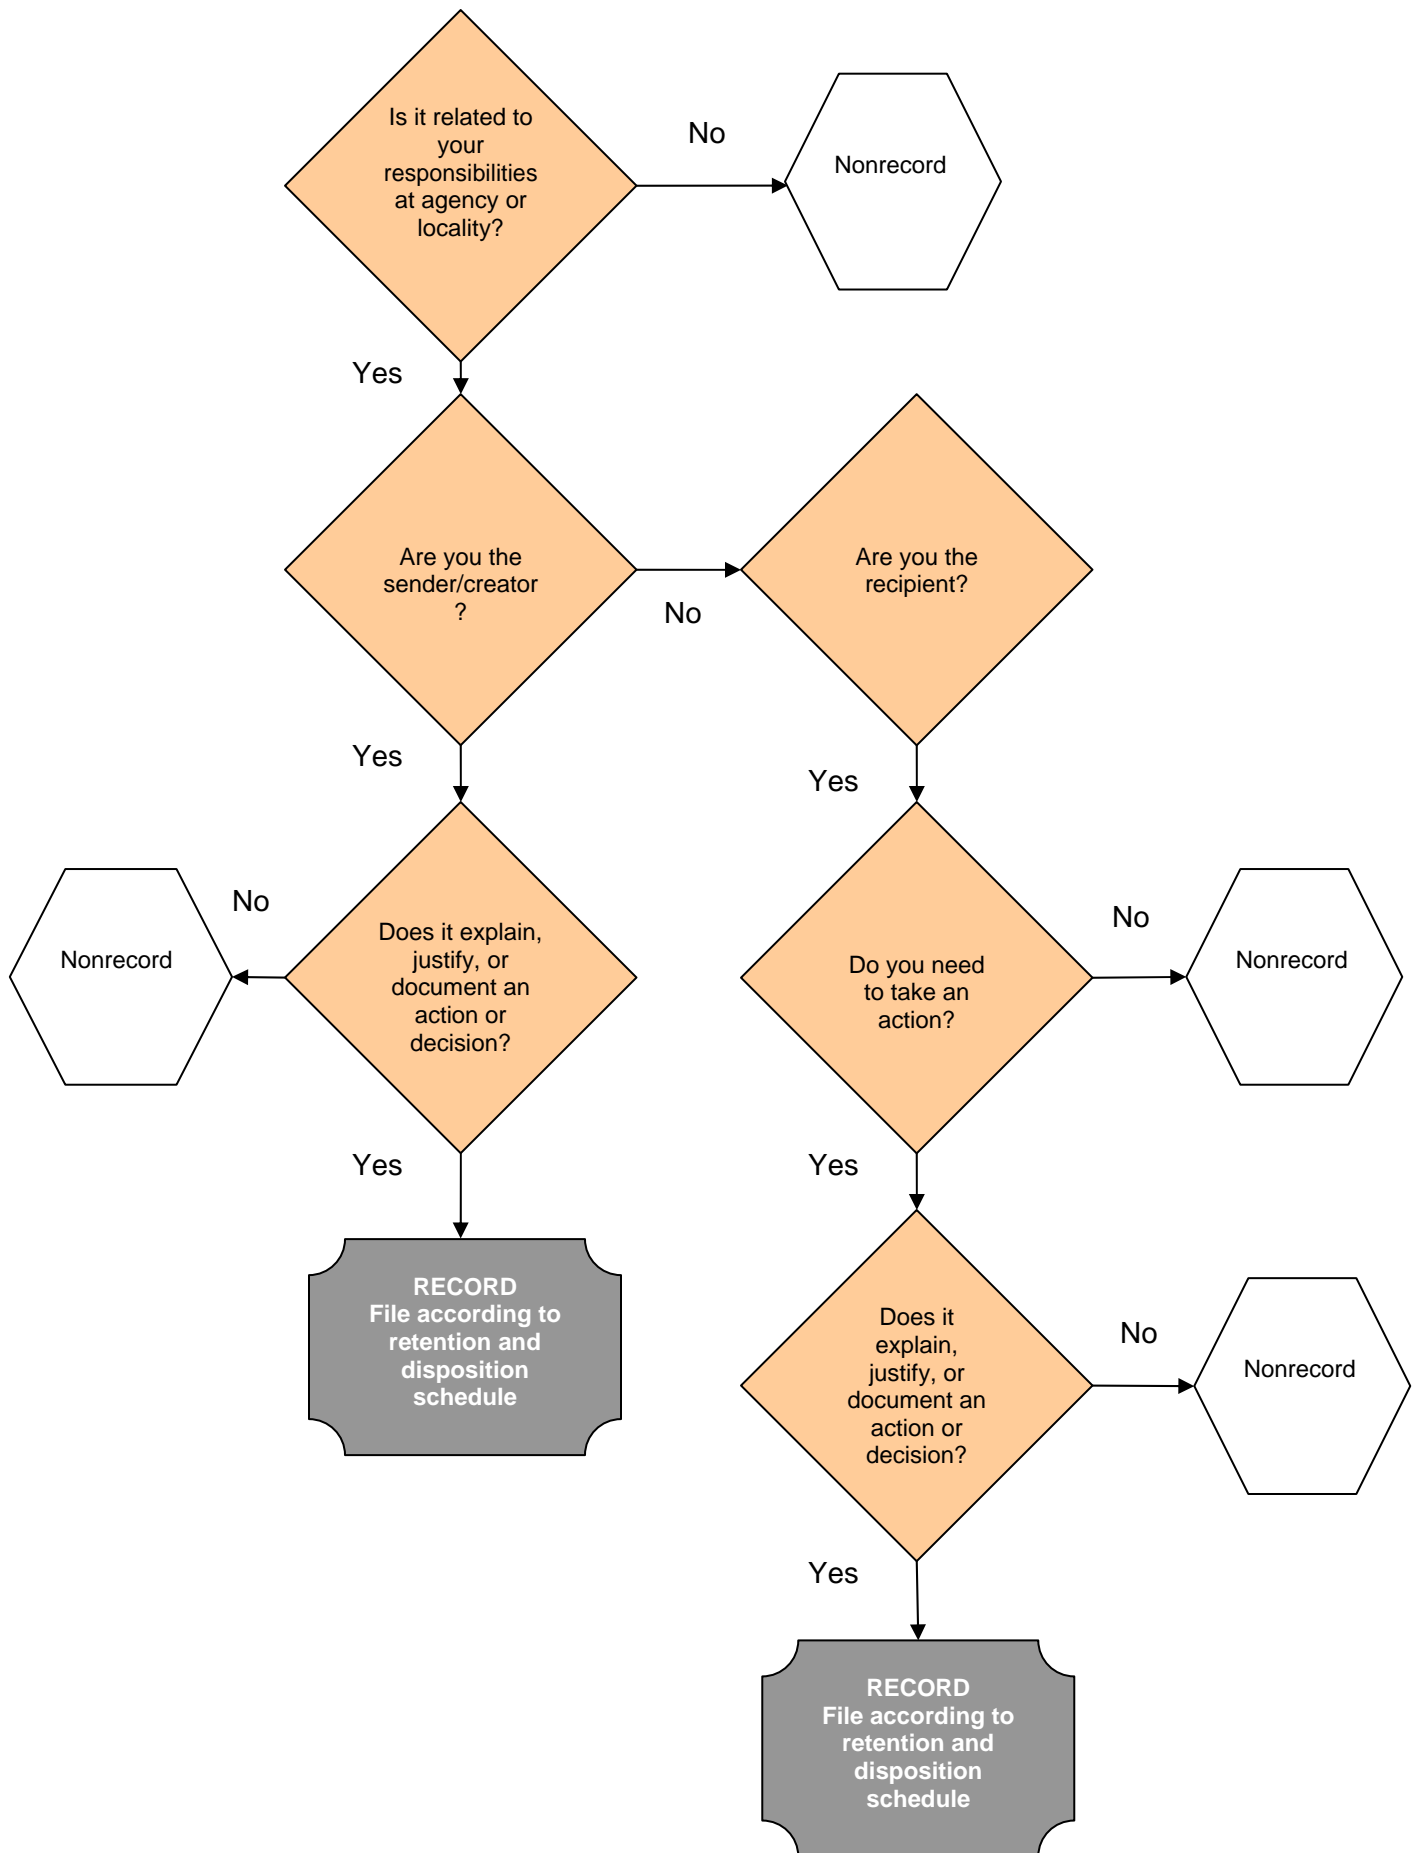 Is it related to
your
responsibilities
at agency or
locality?
No
Nonrecord
Yes
Are you the
sender/creator
?
No
Are you the
recipient?
Yes
Yes
Does it explain,
justify, or
document an
action or
decision?
No
Nonrecord
Do you need
to take an
action?
No
Nonrecord
Yes
Yes
RECORD
File according to
retention and
disposition
schedule
Does it
explain,
justify, or
document an
action or
decision?
No
Nonrecord
Yes
RECORD
File according to
retention and
disposition
schedule